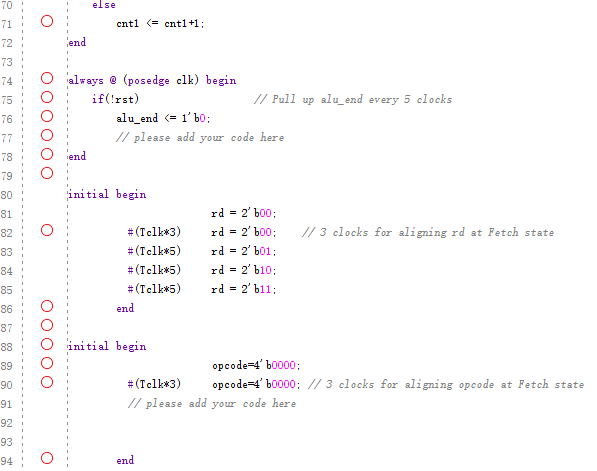 70 else
71 cnt1 <= cnt1+1;
72 end
73
74 always @ (posedge clk) begin
75 if(!rst) // Pull up alu_end every 5 clocks
76 alu_end <= 1'b0;
77 // please add your code here
78 end
79
80 initial begin
81 rd = 2'b00;
82 #(Tclk*3) rd = 2'b00; // 3 clocks for aligning rd at Fetch state
83 #(Tclk*5) rd = 2'b01;
84 #(Tclk*5) rd = 2'b10;
85 #(Tclk*5) rd = 2'b11;
86 end
87
88 initial begin
89 opcode=4'b0000;
90 #(Tclk*3) opcode=4'b0000; // 3 clocks for aligning opcode at Fetch state
91 // please add your code here
92
93
94 end